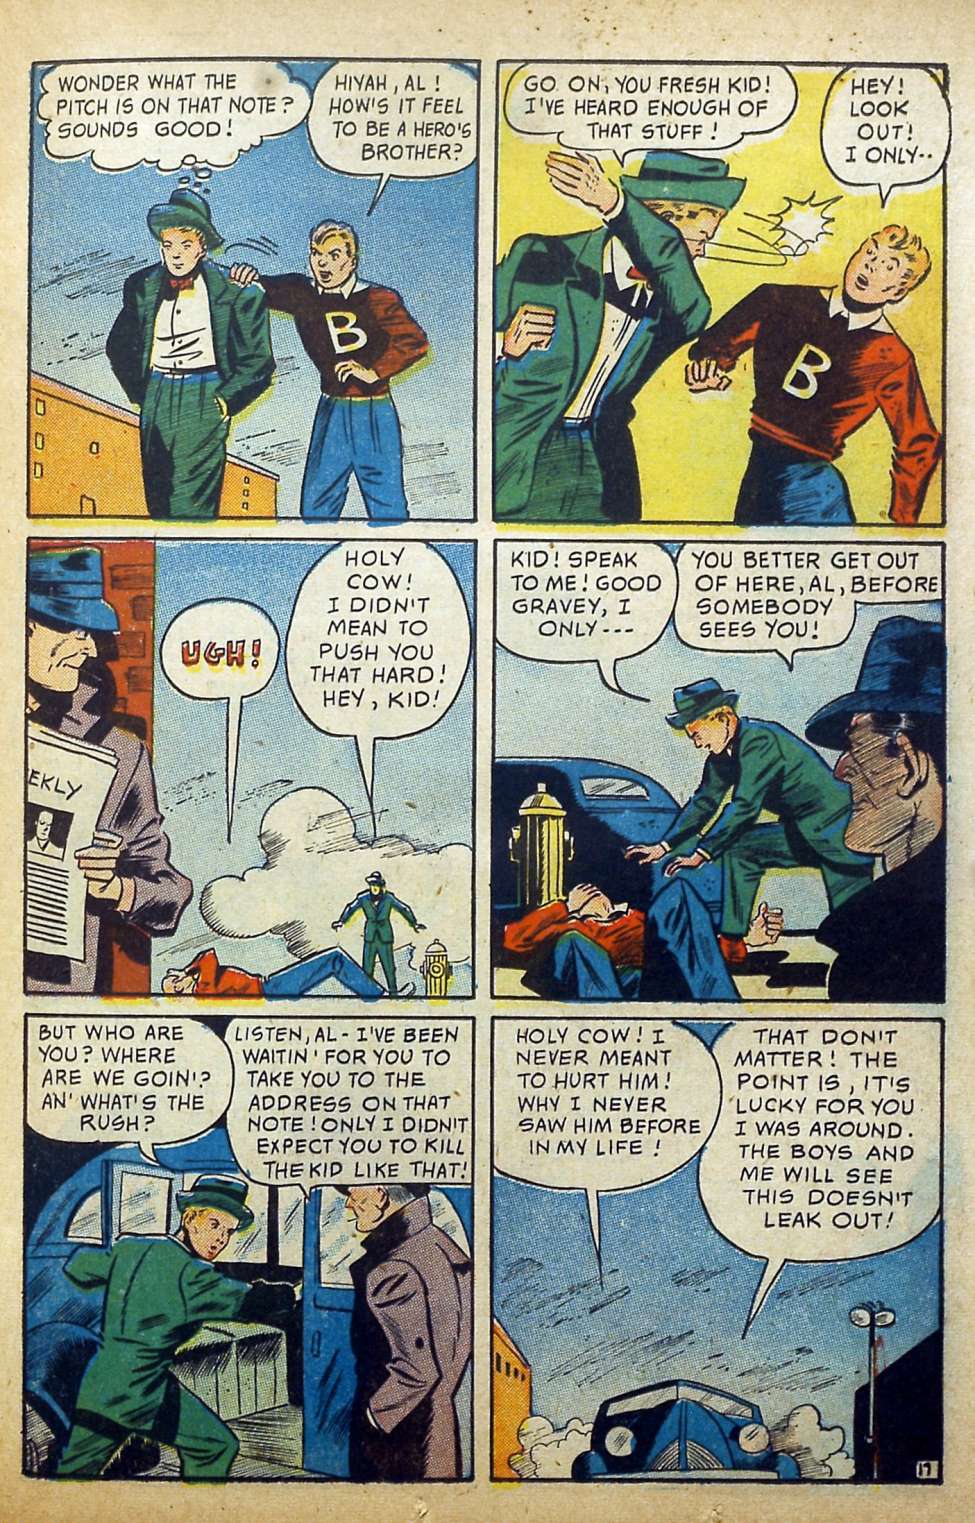 WONDER WHAT THE
PITCH IS ON THAT NOTE?
SOUNDS GOOD!
HIYAH, AL!
HOW'S IT FEEL
TO BE A HERO'S
BROTHER?
B
GO ON, YOU FRESH KID!
I'VE HEARD ENOUGH OF
THAT STUFF!
HEY!
LOOK
OUT!
I ONLY--
B
UGH!
HOLY
COW!
I DIDN'T
MEAN TO
PUSH YOU
THAT HARD!
HEY, KID!
EKLY
KID! SPEAK
TO ME! GOOD
GRAVEY, I
ONLY---
YOU BETTER GET OUT
OF HERE, AL, BEFORE
SOMEBODY
SEES YOU!
BUT WHO ARE
YOU? WHERE
ARE WE GOIN'?
AN' WHAT'S THE
RUSH?
LISTEN, AL - I'VE BEEN
WAITIN' FOR YOU TO
TAKE YOU TO THE
ADDRESS ON THAT
NOTE! ONLY I DIDN'T
EXPECT YOU TO KILL
THE KID LIKE THAT!
HOLY COW! I
NEVER MEANT
TO HURT HIM!
WHY I NEVER
SAW HIM BEFORE
IN MY LIFE!
THAT DON'T
MATTER! THE
POINT IS, IT'S
LUCKY FOR YOU
I WAS AROUND.
THE BOYS AND
ME WILL SEE
THIS DOESN'T
LEAK OUT!
17